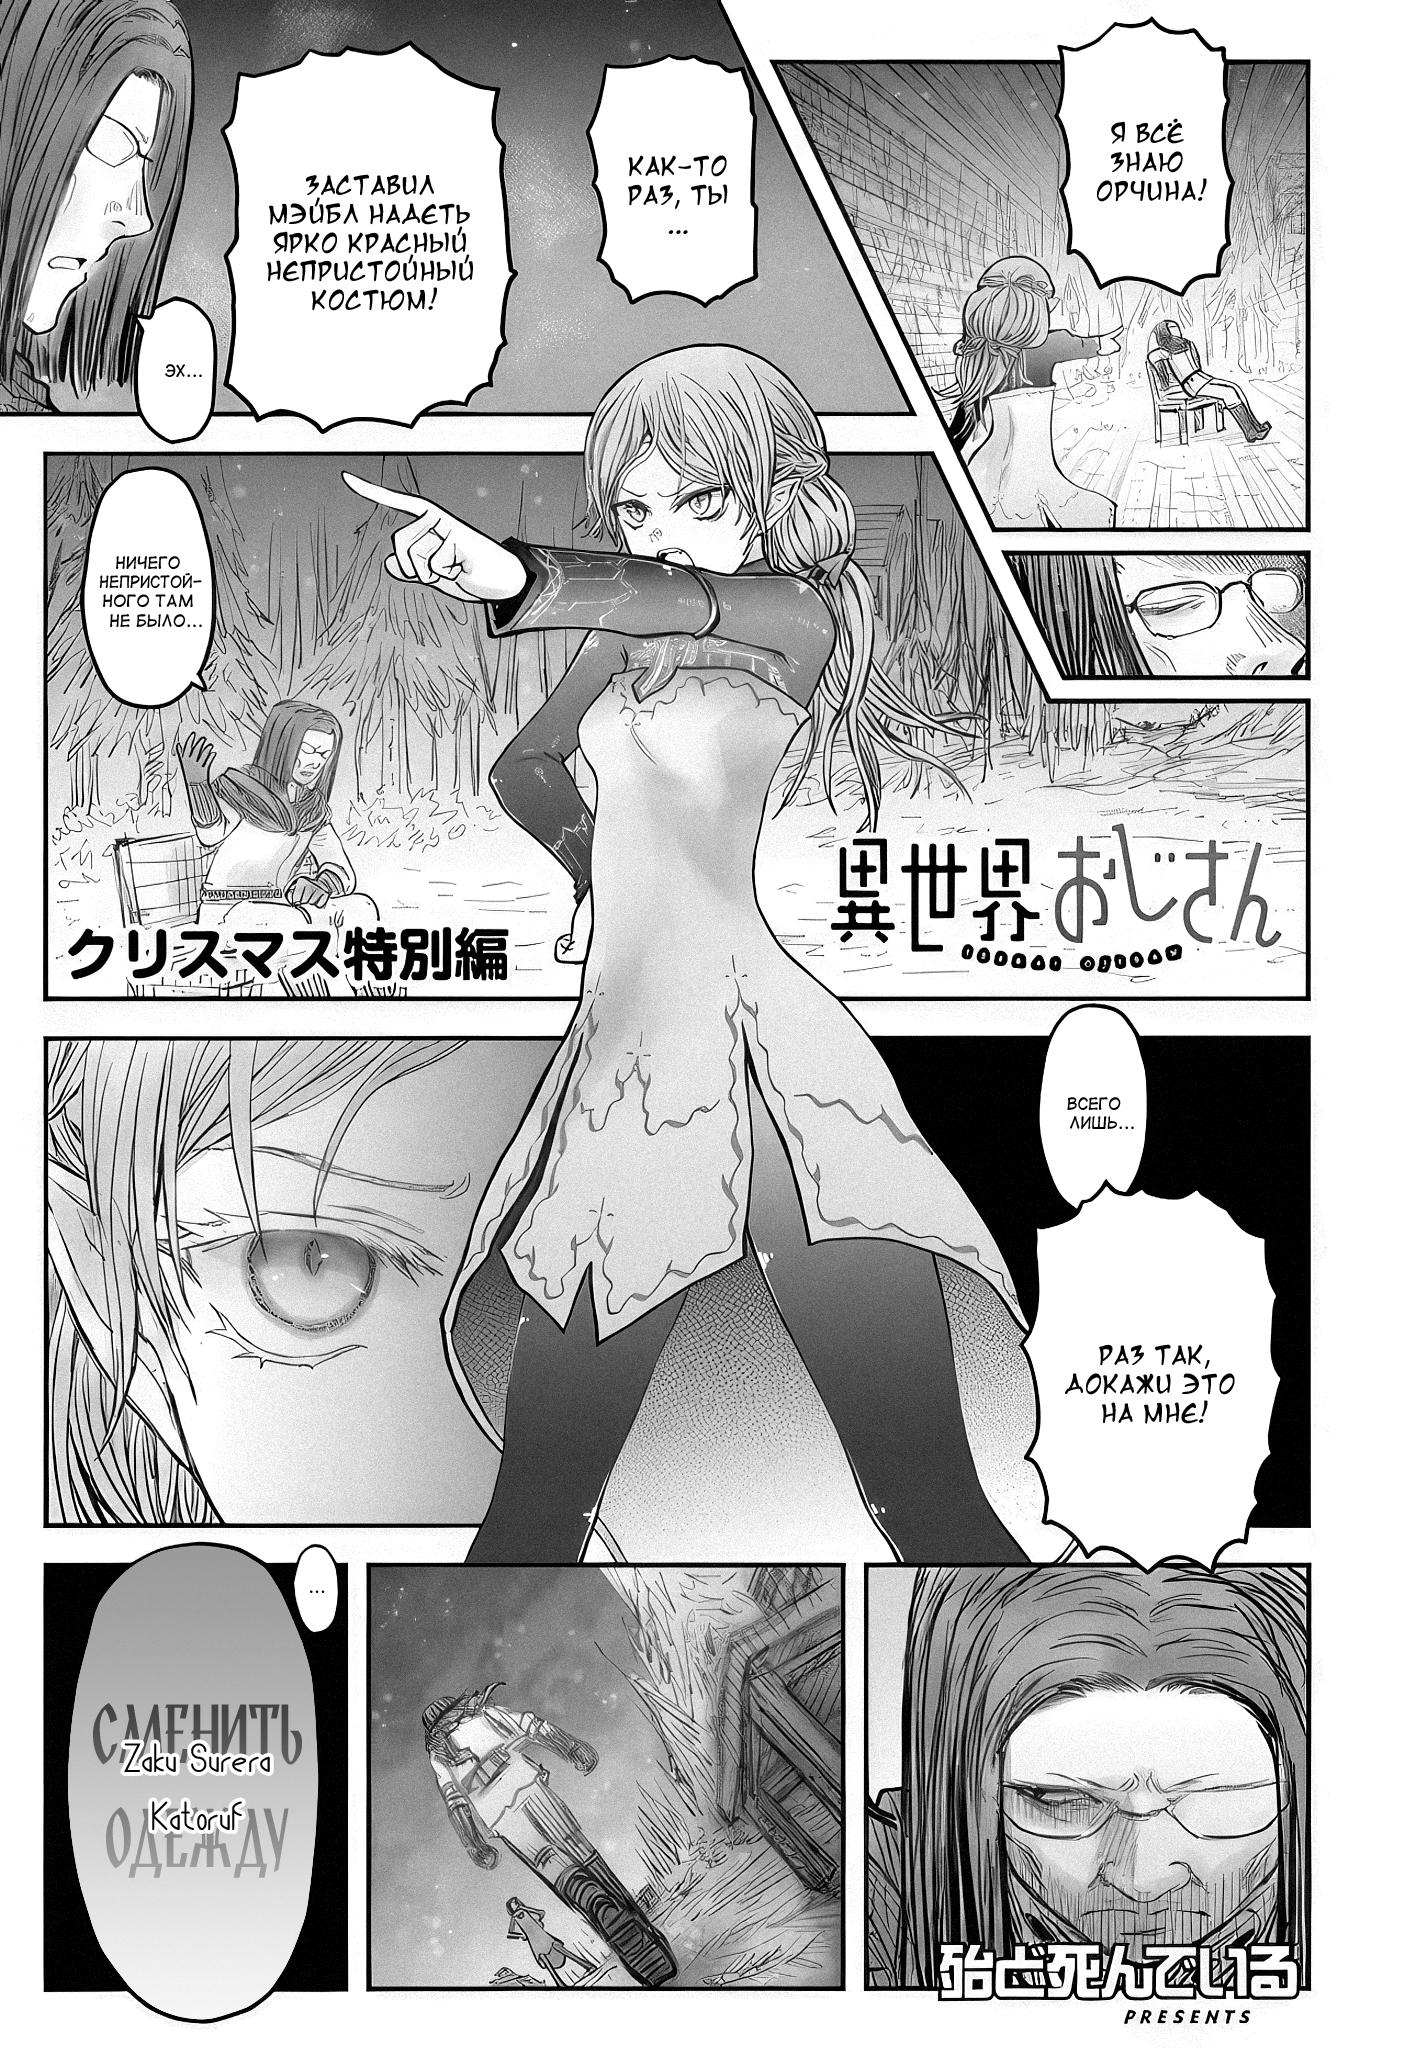 Я ВСЁ
ЗНАЮ
ОРЧИНА!
КАК-ТО
РАЗ, ТЫ
...
ЗАСТАВИЛ
МЭЙБЛ НАДЕТЬ
ЯРКО КРАСНЫЙ
НЕПРИСТОЙНЫЙ
КОСТЮМ!
ЭХ...
НИЧЕГО
НЕПРИСТОЙ-
НОГО ТАМ
НЕ БЫЛО...
異世界おじさん
ISEKAI OJISAN
クリスマス特別編
ВСЕГО
ЛИШЬ...
РАЗ ТАК,
ДОКАЖИ ЭТО
НА МНЕ!
殆ど死んでいる
PRESENTS
...
СМЕНИТЬ
Zaku Surera
Katoruf
ОДЕЖДУ